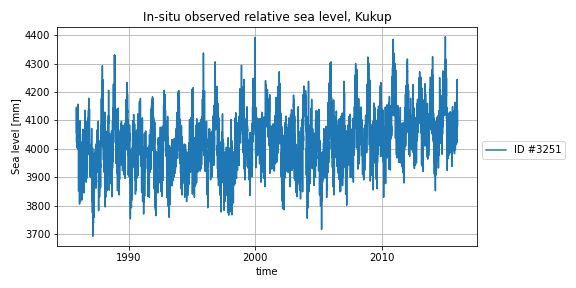 In-situ observed relative sea level, Kukup
4400
4300
4200
4100
4000
3900
3800
3700
Sea level [mm]
1990
2000
2010
time
ID #3251